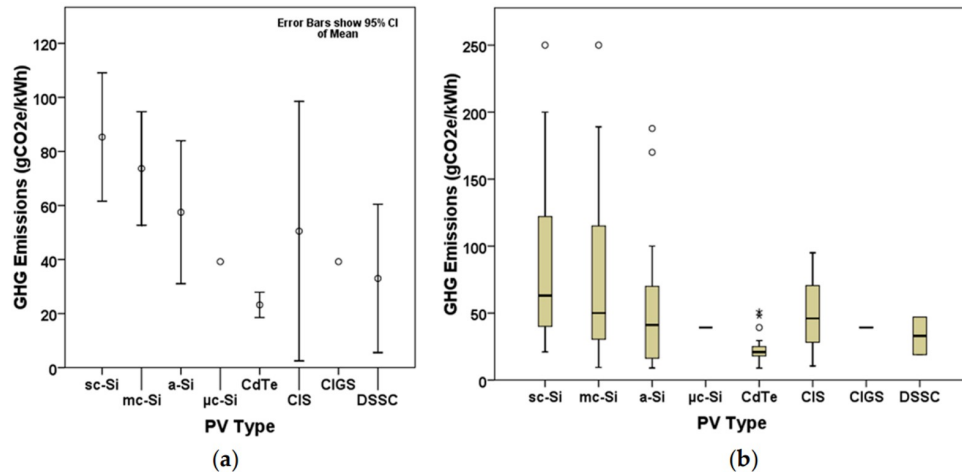 Error Bars show 95% CI
of Mean
GHG Emissions (gCO2e/kWh)
120
100
80
60
40
20
0
sc-Si
mc-Si
a-Si
µc-Si
CdTe
CIS
CIGS
DSSC
PV Type
(a)
GHG Emissions (gCO2e/kWh)
250
200
150
100
50
0
sc-Si
mc-Si
a-Si
µc-Si
CdTe
CIS
CIGS
DSSC
PV Type
(b)